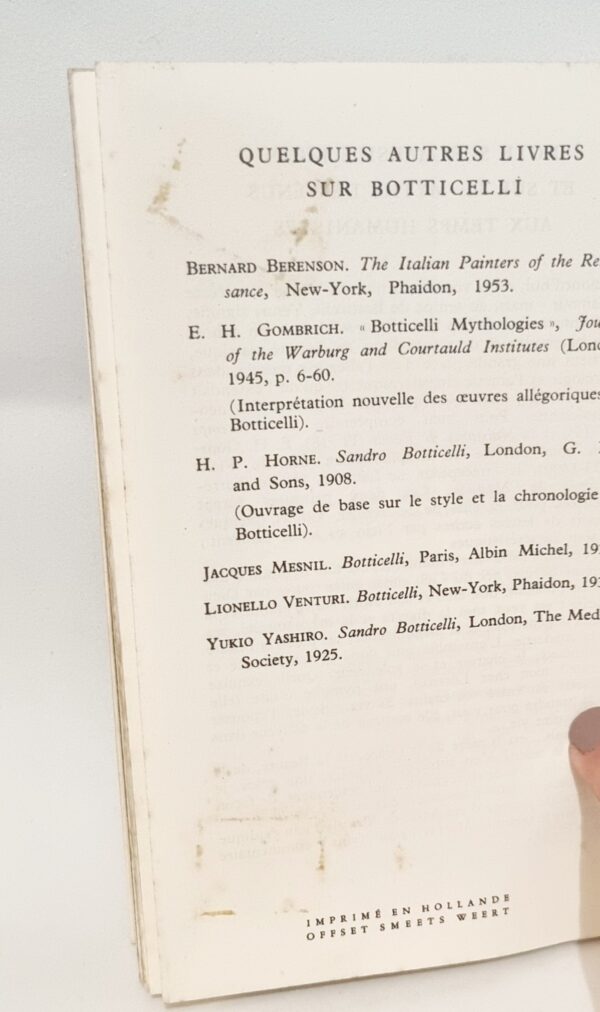 QUELQUES AUTRES LIVRES
SUR BOTTICELLI
BERNARD BERENSON. The Italian Painters of the Re
sance, New-York, Phaidon, 1953.
E. H. GOMBRICH. « Botticelli Mythologies », Jou
of the Warburg and Courtauld Institutes (Lond
1945, p. 6-60.
(Interprétation nouvelle des œuvres allégoriques
Botticelli).
H. P. HORNE. Sandro Botticelli, London, G.
and Sons, 1908.
(Ouvrage de base sur le style et la chronologie
Botticelli).
JACQUES MESNIL. Botticelli, Paris, Albin Michel, 19
LIONELLO VENTURI. Botticelli, New-York, Phaidon, 19
YUKIO YASHIRO. Sandro Botticelli, London, The Med
Society, 1925.
IMPRIMÉ EN HOLLANDE
OFFSET SMEETS WEERT